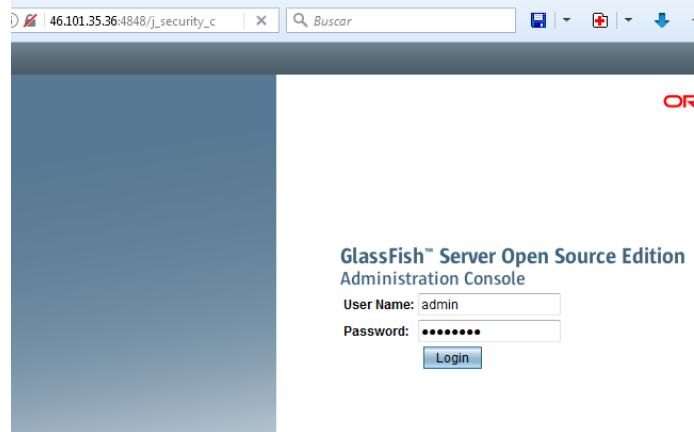 46.101.35.36:4848/j_security_c
Buscar
GlassFish™ Server Open Source Edition
Administration Console
User Name: admin
Password: ••••••••
Login